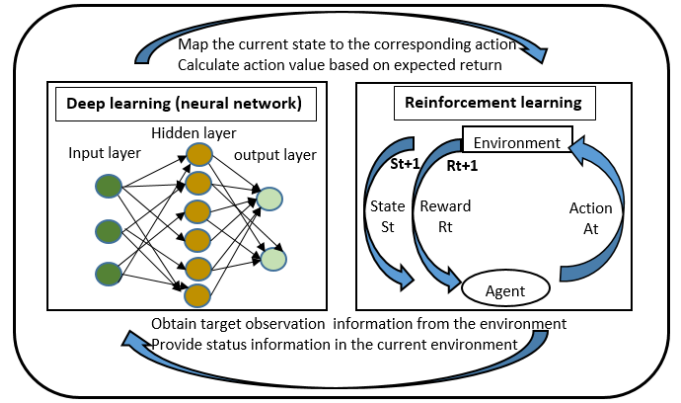 Map the current state to the corresponding action
Calculate action value based on expected return
Deep learning (neural network)
Hidden layer
Input layer
output layer
Reinforcement learning
Environment
St+1
Rt+1
State
St
Reward
Rt
Action
At
Agent
Obtain target observation information from the environment
Provide status information in the current environment